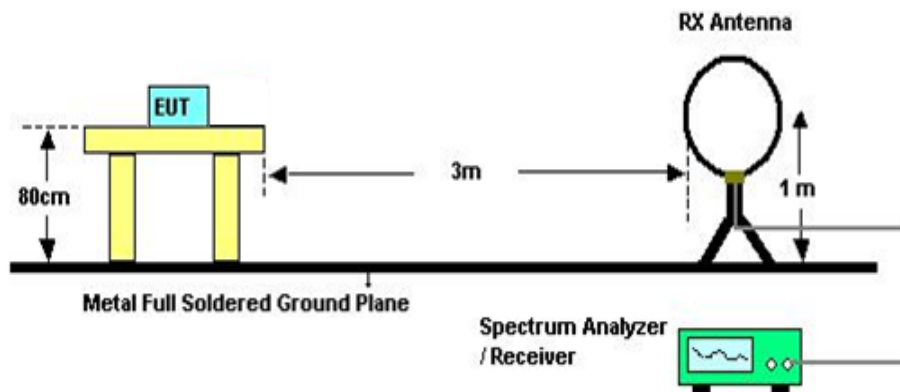 RX Antenna
EUT
3m
80cm
1 m
Metal Full Soldered Ground Plane
Spectrum Analyzer
/ Receiver